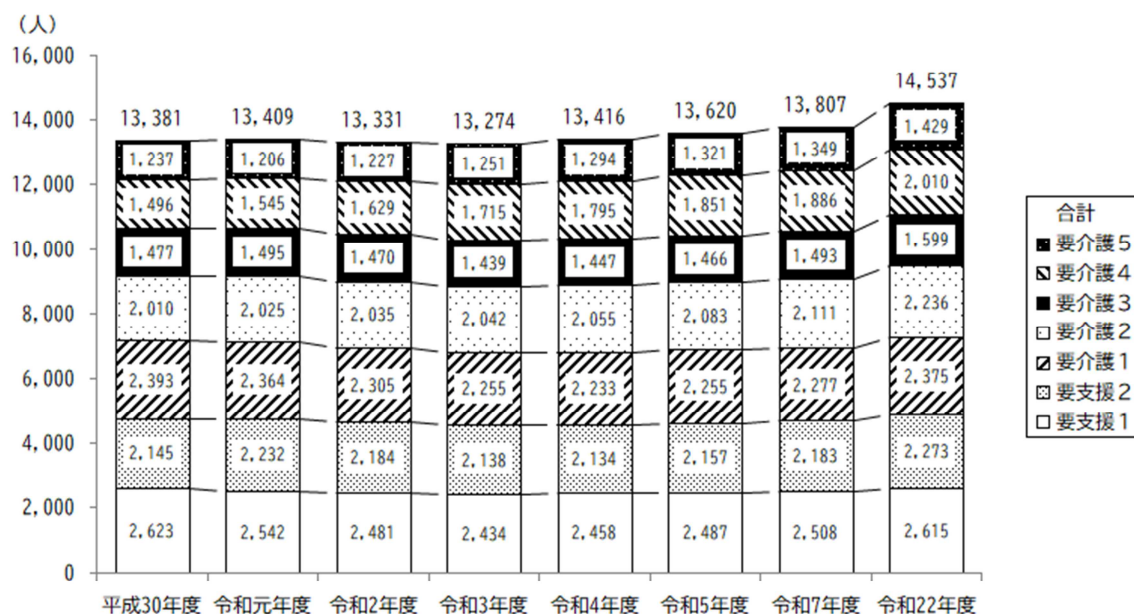 (人)
16,000
14,000
12,000
10,000
8,000
6,000
4,000
2,000
0
13,381 13,409 13,331 13,274 13,416 13,620 13,807 14,537
1,237 1,206 1,227 1,251 1,294 1,321 1,349 1,429
1,496 1,545 1,629 1,715 1,795 1,851 1,886 2,010
1,477 1,495 1,470 1,439 1,447 1,466 1,493 1,599
2,010 2,025 2,035 2,042 2,055 2,083 2,111 2,236
2,393 2,364 2,305 2,255 2,233 2,255 2,277 2,375
2,145 2,232 2,184 2,138 2,134 2,157 2,183 2,273
2,623 2,542 2,481 2,434 2,458 2,487 2,508 2,615
平成30年度 令和元年度 令和2年度 令和3年度 令和4年度 令和5年度 令和7年度 令和22年度
合計
要介護5
要介護4
要介護3
要介護2
要介護1
要支援2
要支援1